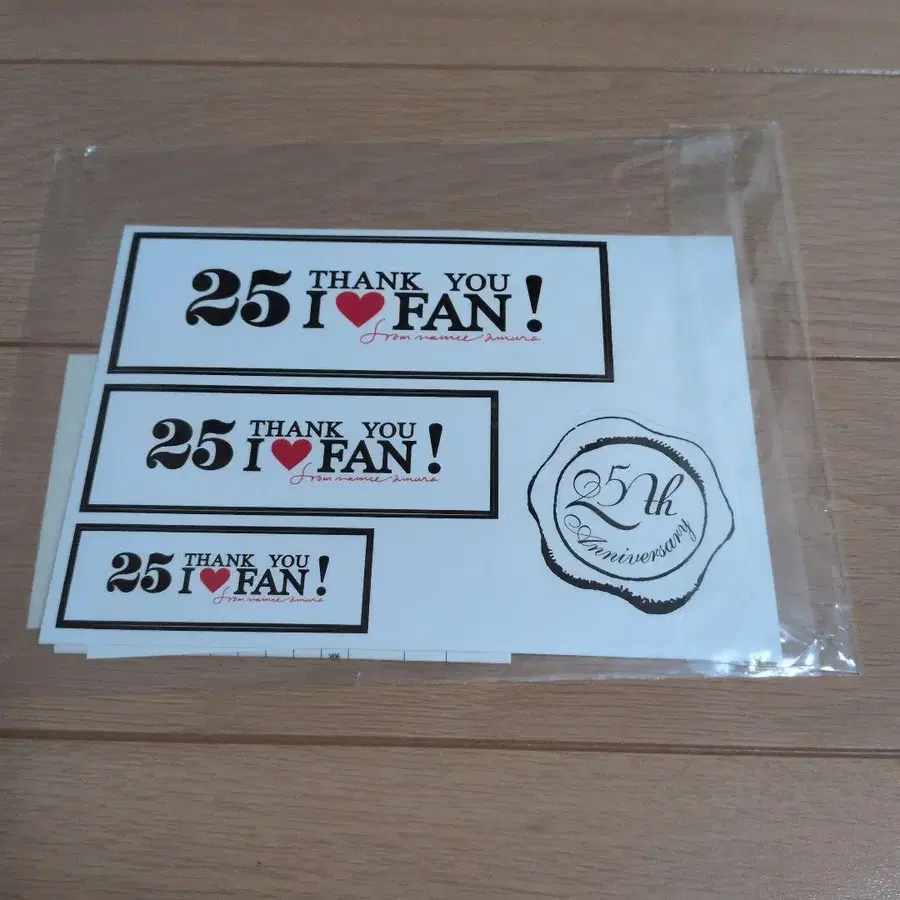 25 THANK YOU
I ♥ FAN!
from namie amuro
25 THANK YOU
I ♥ FAN!
from namie amuro
25 THANK YOU
I ♥ FAN!
from namie amuro
25th
Anniversary